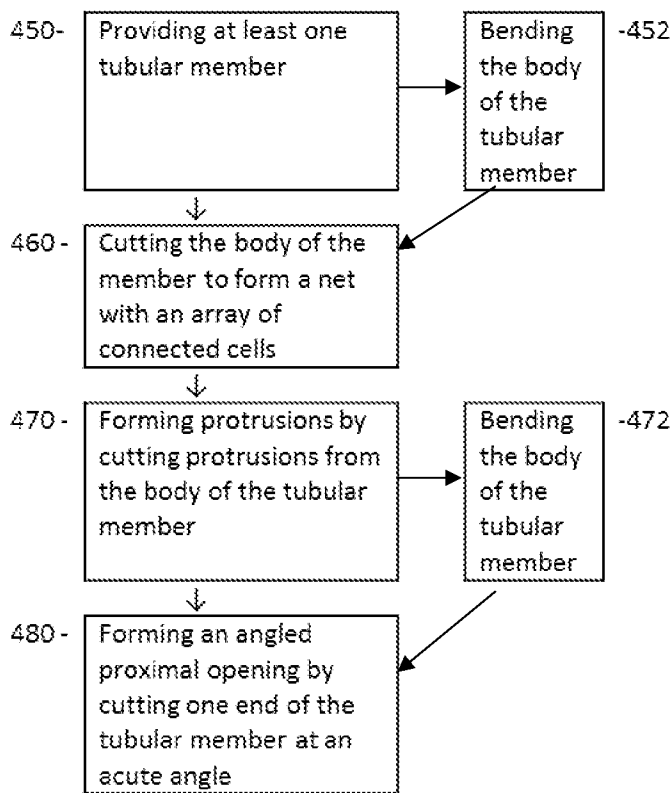 450-
Providing at least one
tubular member
Bending
the body
of the
tubular
member
-452
460 -
Cutting the body of the
member to form a net
with an array of
connected cells
470 -
Forming protrusions by
cutting protrusions from
the body of the tubular
member
Bending
the body
of the
tubular
member
-472
480 -
Forming an angled
proximal opening by
cutting one end of the
tubular member at an
acute angle